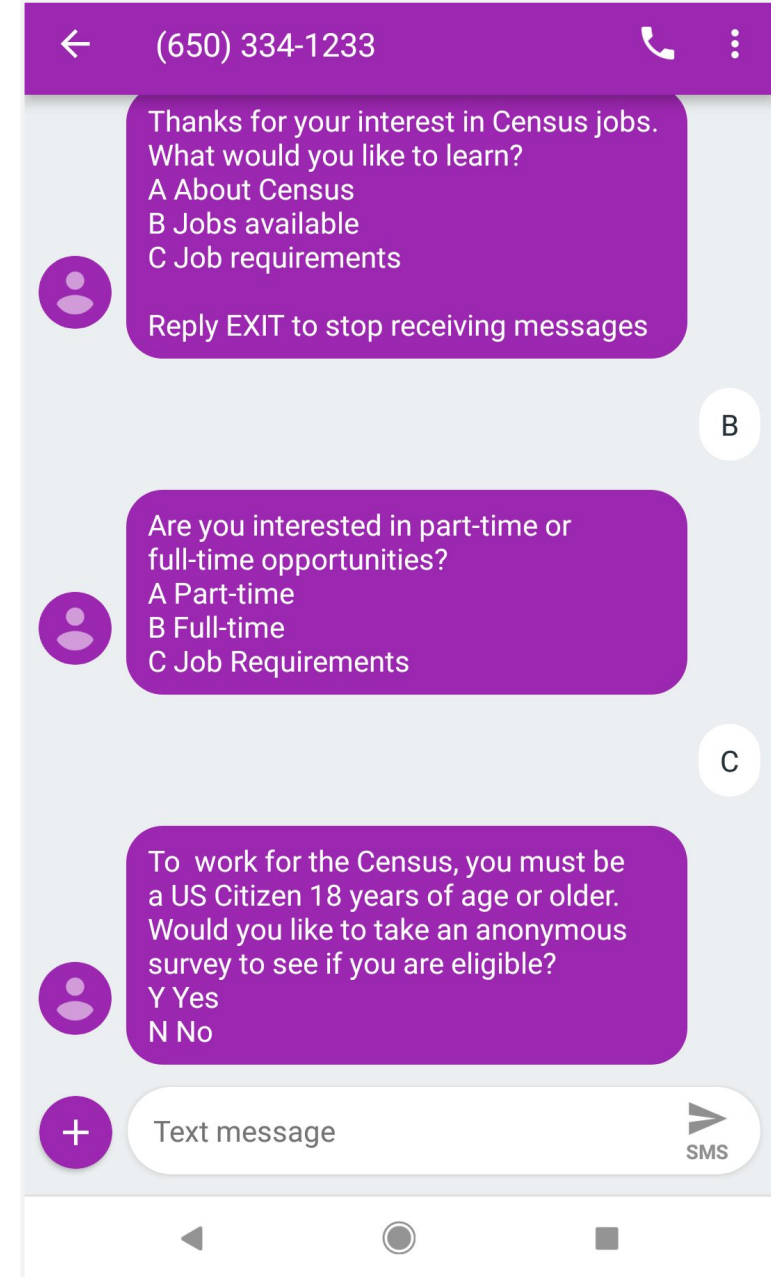 (650) 334-1233
Thanks for your interest in Census jobs.
What would you like to learn?
A About Census
B Jobs available
C Job requirements
Reply EXIT to stop receiving messages
B
Are you interested in part-time or
full-time opportunities?
A Part-time
B Full-time
C Job Requirements
C
To  work for the Census, you must be
a US Citizen 18 years of age or older.
Would you like to take an anonymous
survey to see if you are eligible?
Y Yes
N No
Text message
SMS